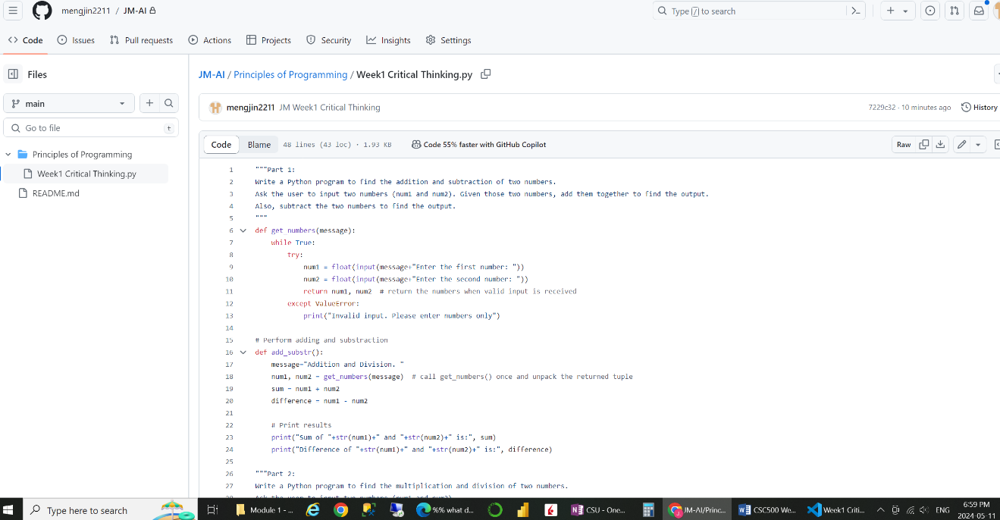 mengjin2211 / JM-AI
Type / to search
Code Issues Pull requests Actions Projects Security Insights Settings
Files
JM-AI / Principles of Programming / Week1 Critical Thinking.py
main
mengjin2211 JM Week1 Critical Thinking
7229c32 · 10 minutes ago History
Go to file t
Code Blame 48 lines (43 loc) · 1.93 KB Code 55% faster with GitHub Copilot Raw
Principles of Programming
Week1 Critical Thinking.py
README.md
1 """Part 1:
2 Write a Python program to find the addition and subtraction of two numbers.
3 Ask the user to input two numbers (num1 and num2). Given those two numbers, add them together to find the output.
4 Also, subtract the two numbers to find the output.
5 """
6 def get_numbers(message):
7 while True:
8 try:
9 num1 = float(input(message+"Enter the first number: "))
10 num2 = float(input(message+"Enter the second number: "))
11 return num1, num2 # return the numbers when valid input is received
12 except ValueError:
13 print("Invalid input. Please enter numbers only")
14
15 # Perform adding and substraction
16 def add_substr():
17 message="Addition and Division. "
18 num1, num2 = get_numbers(message) # call get_numbers() once and unpack the returned tuple
19 sum = num1 + num2
20 difference = num1 - num2
21
22 # Print results
23 print("Sum of "+str(num1)+" and "+str(num2)+" is:", sum)
24 print("Difference of "+str(num1)+" and "+str(num2)+" is:", difference)
25
26 """Part 2:
27 Write a Python program to find the multiplication and division of two numbers.
28 Ask the user to input two numbers (num1 and num2)
Type here to search
Module 1 - ...
%% what d...
CSU - One...
JM-AI/Princ...
CSC500 We...
Week1 Criti...
ENG
6:59 PM
2024-05-11